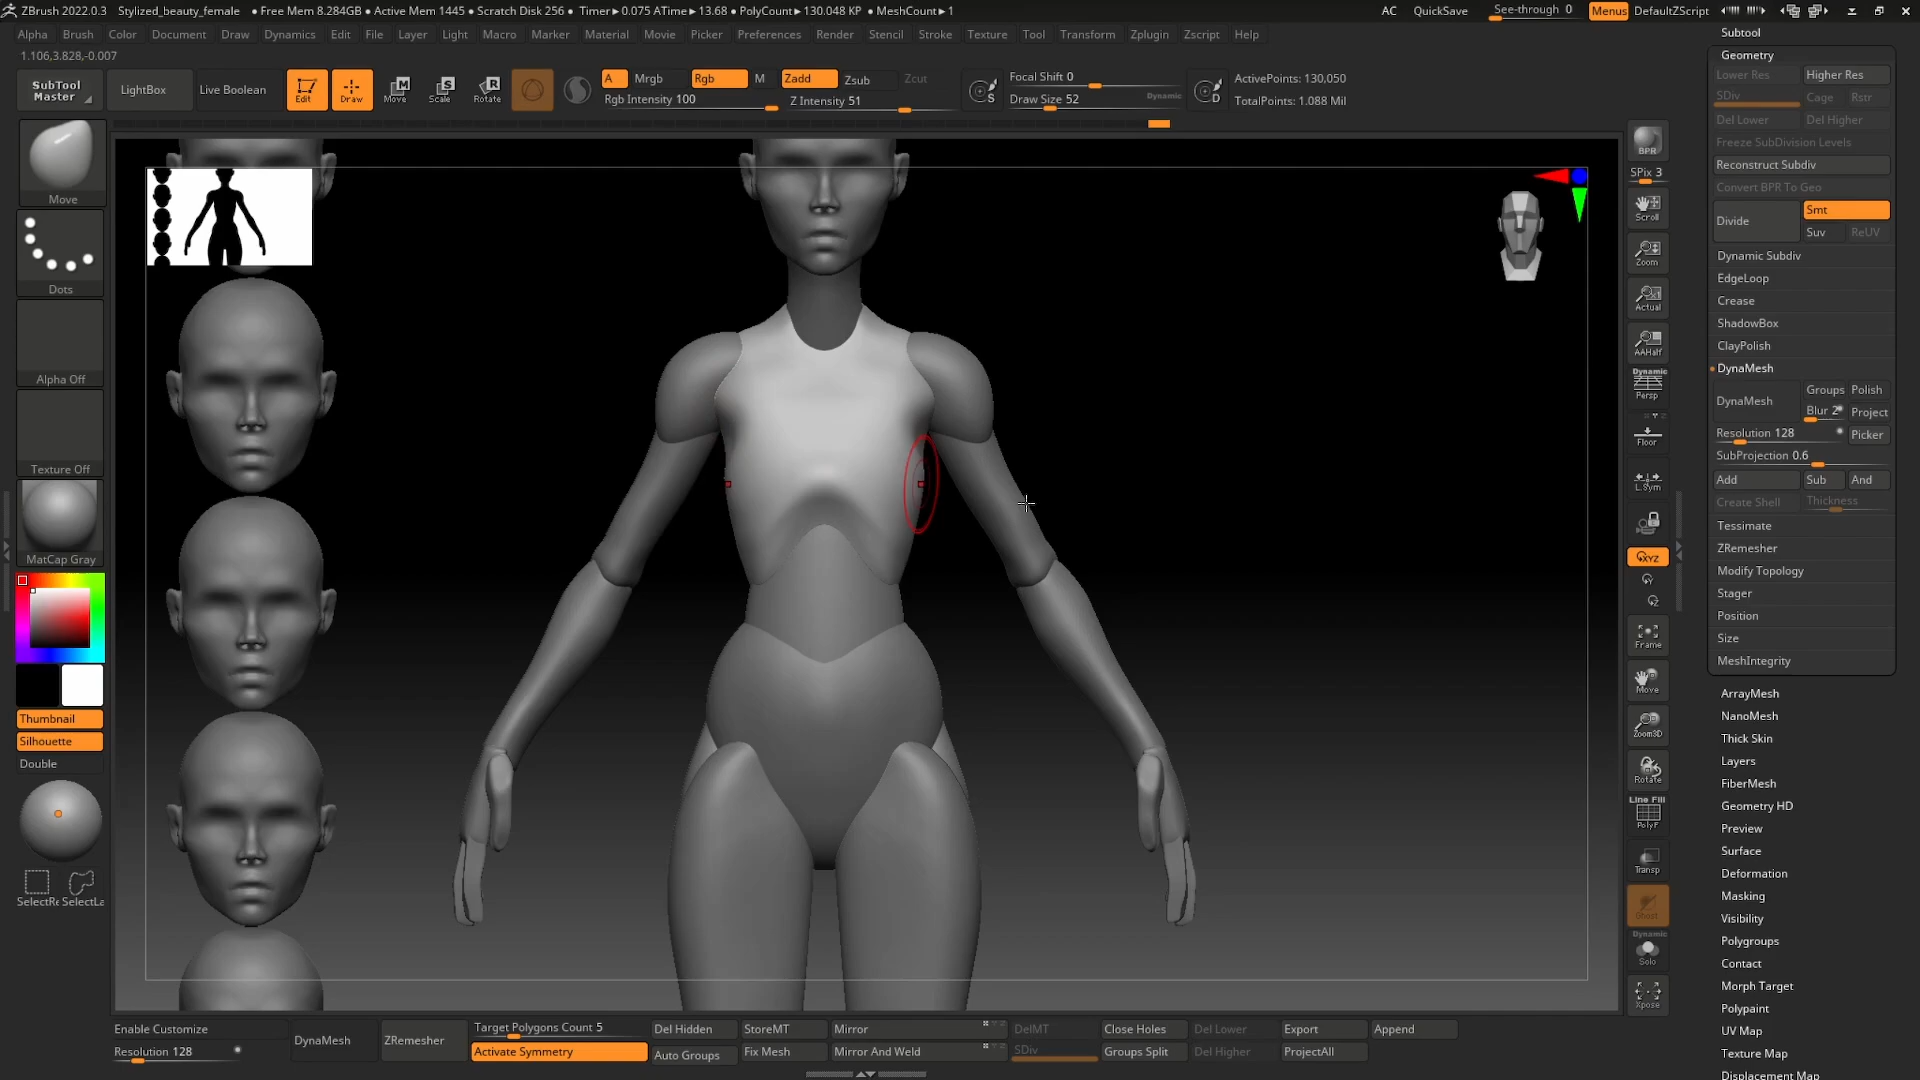 ZBrush 2022.0.3 Stylized_beauty_female • Free Mem 8.284GB • Active Mem 1445 • Scratch Disk 256 • Timer▸0.075 ATime▸13.68 • PolyCount▸130.048 KP • MeshCount▸1 AC QuickSave See-through 0 Menus DefaultZScript
Alpha Brush Color Document Draw Dynamics Edit File Layer Light Macro Marker Material Movie Picker Preferences Render Stencil Stroke Texture Tool Transform Zplugin Zscript Help
1.106,3.828,-0.007
SubTool Master
LightBox
Live Boolean
Edit
Draw
Move
Scale
Rotate
A Mrgb Rgb M Zadd Zsub Zcut
Rgb Intensity 100 Z Intensity 51
S
Focal Shift 0
Draw Size 52 Dynamic
D
ActivePoints: 130,050
TotalPoints: 1.088 Mil
Move
Dots
Alpha Off
Texture Off
MatCap Gray
Thumbnail
Silhouette
Double
SelectRe SelectLa
BPR
SPix 3
Scroll
Zoom
Actual
AAHalf
Dynamic
Persp
Floor
L.Sym
XYZ
Y
Z
Frame
Move
Zoom3D
Rotate
Line Fill
PolyF
Transp
Ghost
Dynamic
Solo
Xpose
Subtool
Geometry
Lower Res Higher Res
SDiv Cage Rstr
Del Lower Del Higher
Freeze SubDivision Levels
Reconstruct Subdiv
Convert BPR To Geo
Divide Smt
Suv ReUV
Dynamic Subdiv
EdgeLoop
Crease
ShadowBox
ClayPolish
DynaMesh
DynaMesh Groups Polish
Blur 2 Project
Resolution 128 Picker
SubProjection 0.6
Add Sub And
Create Shell Thickness
Tessimate
ZRemesher
Modify Topology
Stager
Position
Size
MeshIntegrity
ArrayMesh
NanoMesh
Thick Skin
Layers
FiberMesh
Geometry HD
Preview
Surface
Deformation
Masking
Visibility
Polygroups
Contact
Morph Target
Polypaint
UV Map
Texture Map
Displacement Map
Enable Customize
Resolution 128
DynaMesh
ZRemesher
Target Polygons Count 5
Activate Symmetry
Del Hidden StoreMT Mirror DelMT Close Holes Del Lower Export Append
Auto Groups Fix Mesh Mirror And Weld SDiv Groups Split Del Higher ProjectAll